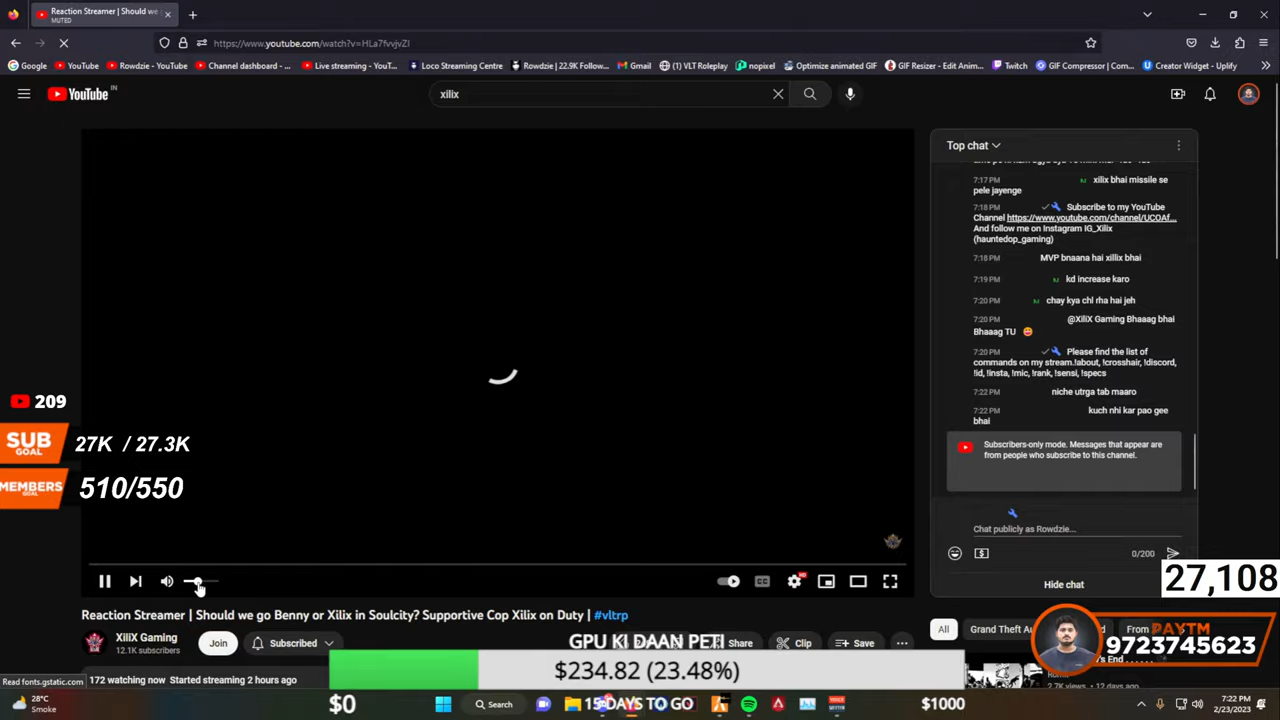 Reaction Streamer | Should we g
MUTED
https://www.youtube.com/watch?v=HLa7fvvjvZI
Google
YouTube
Rowdzie - YouTube
Channel dashboard - ...
Live streaming - YouT...
Loco Streaming Centre
Rowdzie | 22.9K Follow...
Gmail
(1) VLT Roleplay
nopixel
Optimize animated GIF
GIF Resizer - Edit Anim...
Twitch
GIF Compressor | Com...
Creator Widget - Uplify
YouTube IN
xilix
Top chat
7:17 PM xilix bhai missile se
pele jayenge
7:18 PM Subscribe to my YouTube
Channel https://www.youtube.com/channel/UCOAf...
And follow me on Instagram IG_Xilix
(hauntedop_gaming)
7:18 PM MVP bnaana hai xillix bhai
7:19 PM kd increase karo
7:20 PM chay kya chl rha hai jeh
7:20 PM @XiliX Gaming Bhaaag bhai
Bhaaag TU
7:20 PM Please find the list of
commands on my stream.!about, !crosshair, !discord,
!id, !insta, !mic, !rank, !sensi, !specs
7:22 PM niche utrga tab maaro
7:22 PM kuch nhi kar pao gee
bhai
Subscribers-only mode. Messages that appear are
from people who subscribe to this channel.
Chat publicly as Rowdzie...
0/200
Hide chat
209
SUB
GOAL
27K / 27.3K
MEMBERS
GOAL
510/550
HD
27,108
Reaction Streamer | Should we go Benny or Xilix in Soulcity? Supportive Cop Xilix on Duty | #vltrp
XiliX Gaming
12.1K subscribers
Join
Subscribed
GPU KI DAAN PETI
Share
Clip
Save
All
Grand Theft Au
From
PAYTM
9723745623
End......
2.7K views • 12 days ago
$234.82 (23.48%)
Read fonts.gstatic.com
172 watching now Started streaming 2 hours ago
28°C
Smoke
$0
Search
15 DAYS TO GO
$1000
7:22 PM
2/23/2023